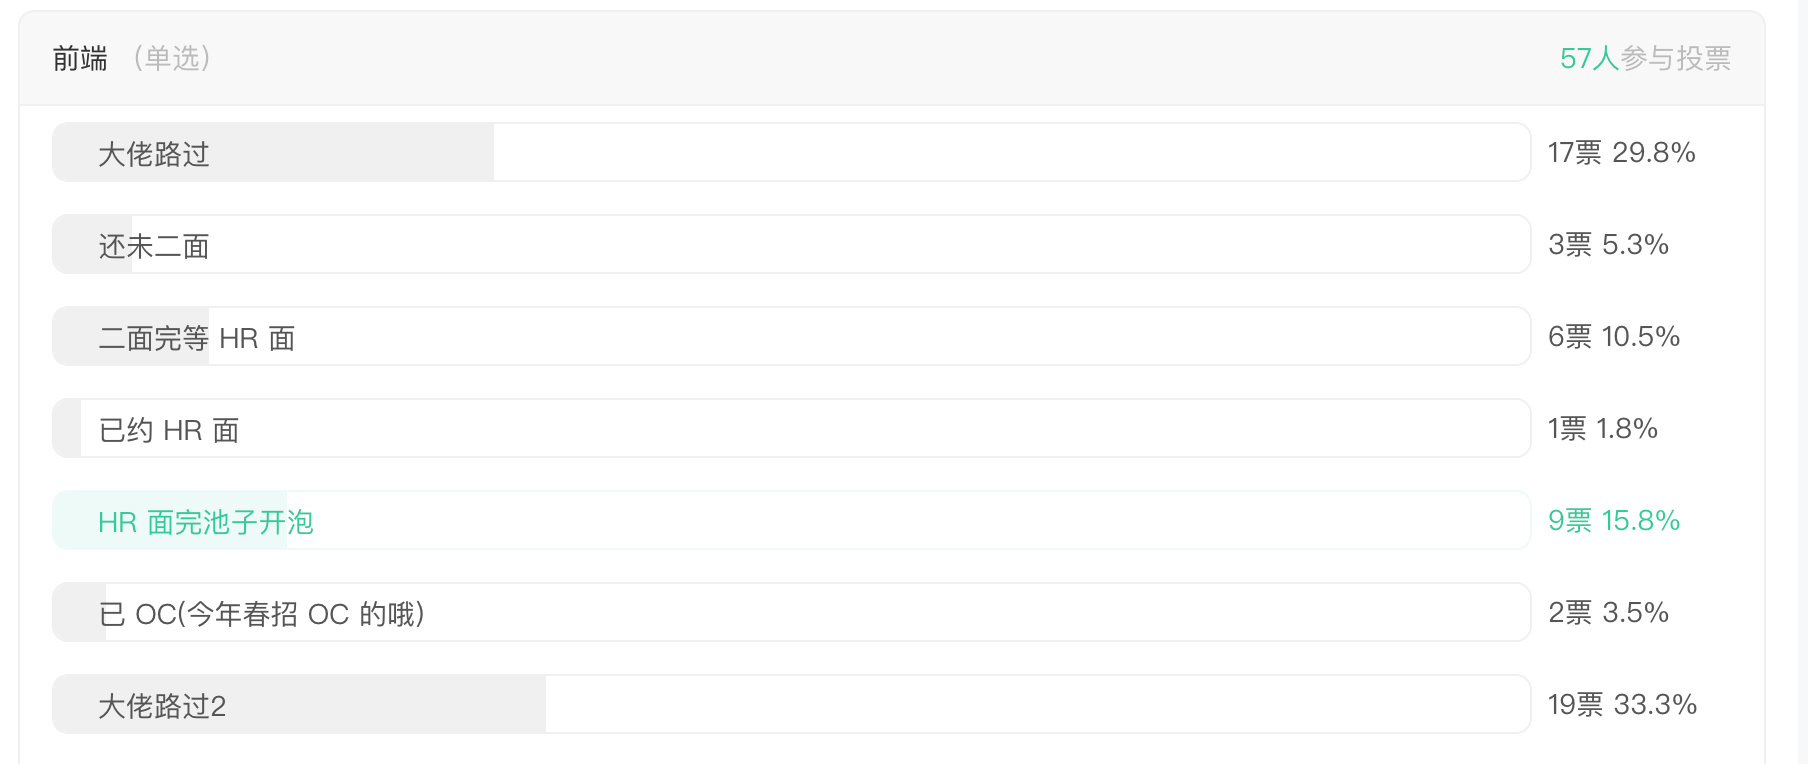 前端 (单选) 57人参与投票
大佬路过 17票 29.8%
还未二面 3票 5.3%
二面完等 HR 面 6票 10.5%
已约 HR 面 1票 1.8%
HR 面完池子开泡 9票 15.8%
已 OC(今年春招 OC 的哦) 2票 3.5%
大佬路过2 19票 33.3%